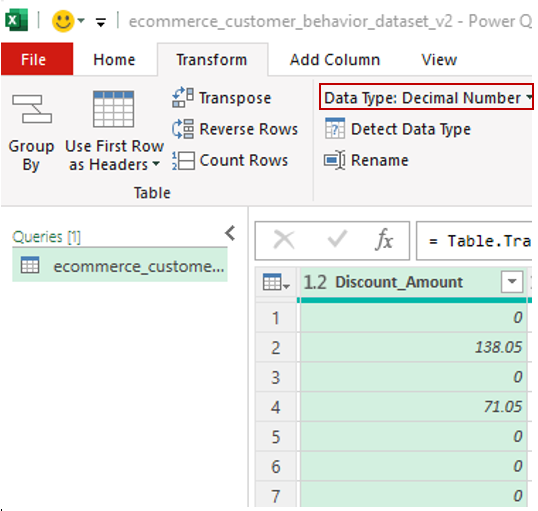 ecommerce_customer_behavior_dataset_v2 - Power Q
File Home Transform Add Column View
Group By
Use First Row as Headers
Transpose
Reverse Rows
Count Rows
Table
Data Type: Decimal Number
Detect Data Type
Rename
Queries [1]
ecommerce_custome...
fx = Table.Tra
1.2 Discount_Amount
1 0
2 138.05
3 0
4 71.05
5 0
6 0
7 0